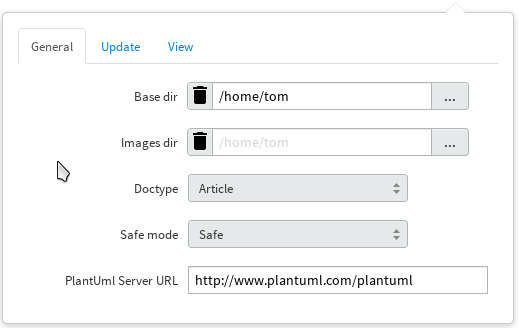 General Update View
Base dir /home/tom ...
Images dir /home/tom ...
Doctype Article
Safe mode Safe
PlantUml Server URL http://www.plantuml.com/plantuml